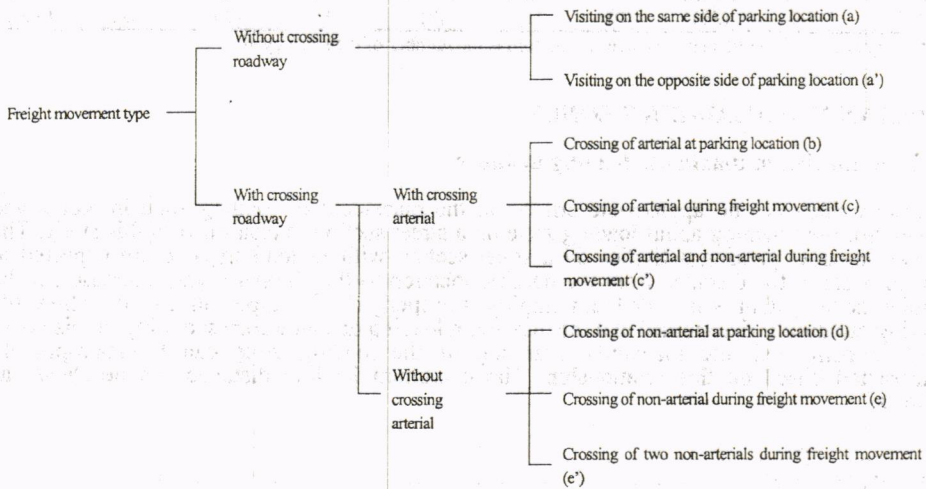 Visiting on the same side of parking location (a)
Without crossing
roadway
Visiting on the opposite side of parking location (a')
Freight movement type
Crossing of arterial at parking location (b)
With crossing
roadway
With crossing
arterial
Crossing of arterial during freight movement (c)
Crossing of arterial and non-arterial during freight
movement (c')
Crossing of non-arterial at parking location (d)
Without
crossing
arterial
Crossing of non-arterial during freight movement (e)
Crossing of two non-arterials during freight movement
(e')